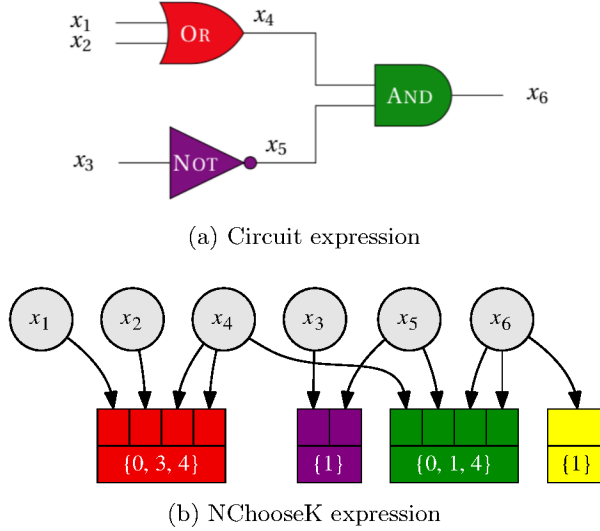 x₁
x₂
OR
x₄
AND
x₆
x₃
NOT
x₅
(a) Circuit expression
x₁ x₂ x₄ x₃ x₅ x₆
{0, 3, 4} {1} {0, 1, 4} {1}
(b) NChooseK expression